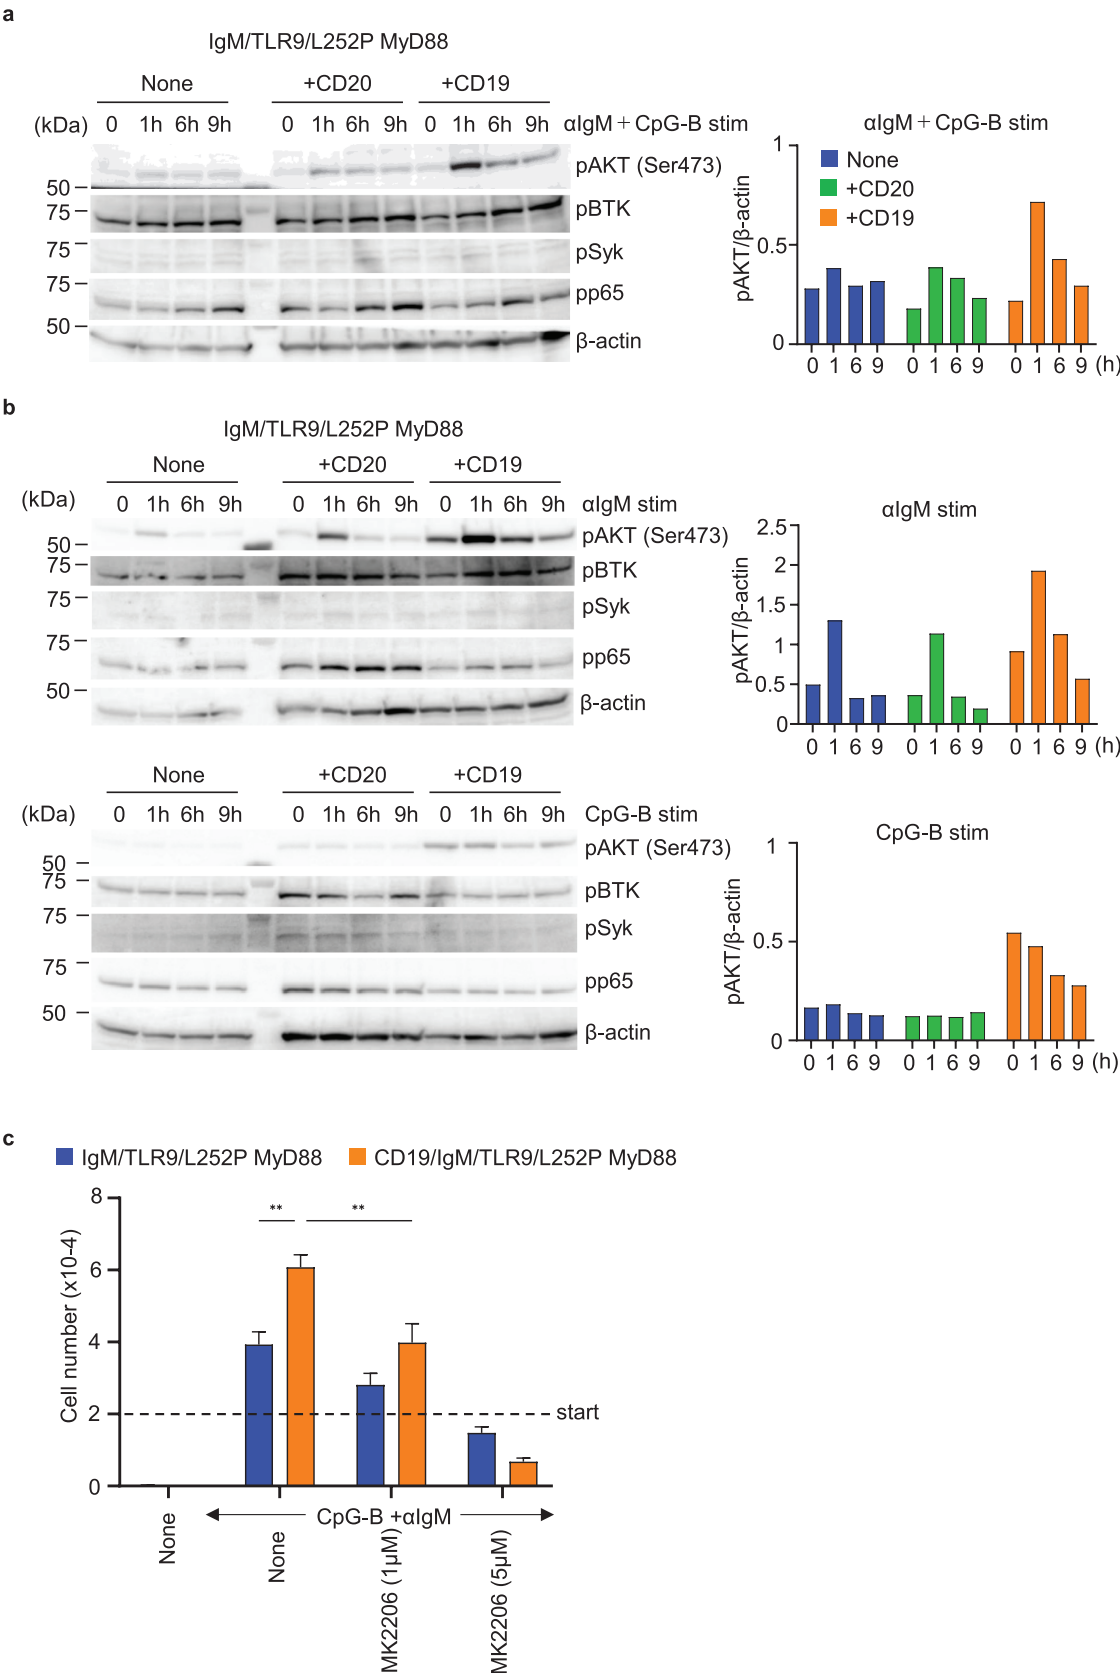 a
IgM/TLR9/L252P MyD88
None +CD20 +CD19
(kDa) 0 1h 6h 9h 0 1h 6h 9h 0 1h 6h 9h αIgM+CpG-B stim
pAKT (Ser473)
50
75 pBTK
75 pSyk
75 pp65
50
β-actin
αIgM+CpG-B stim
1
None
+CD20
+CD19
pAKT/β-actin
0.5
0
0 1 6 9 0 1 6 9 0 1 6 9 (h)
b
IgM/TLR9/L252P MyD88
None +CD20 +CD19
(kDa) 0 1h 6h 9h 0 1h 6h 9h 0 1h 6h 9h αIgM stim
50 pAKT (Ser473)
75 pBTK
75 pSyk
75 pp65
50 β-actin
αIgM stim
2.5
2
1.5
pAKT/β-actin
1
0.5
0
0 1 6 9 0 1 6 9 0 1 6 9 (h)
None +CD20 +CD19
(kDa) 0 1h 6h 9h 0 1h 6h 9h 0 1h 6h 9h CpG-B stim
pAKT (Ser473)
50
75 pBTK
75 pSyk
75 pp65
50 β-actin
CpG-B stim
1
pAKT/β-actin
0.5
0
0 1 6 9 0 1 6 9 0 1 6 9 (h)
c
IgM/TLR9/L252P MyD88 CD19/IgM/TLR9/L252P MyD88
8
** **
6
Cell number (x10-4)
4
2 start
0
CpG-B +αIgM
None
None
MK2206 (1μM)
MK2206 (5μM)